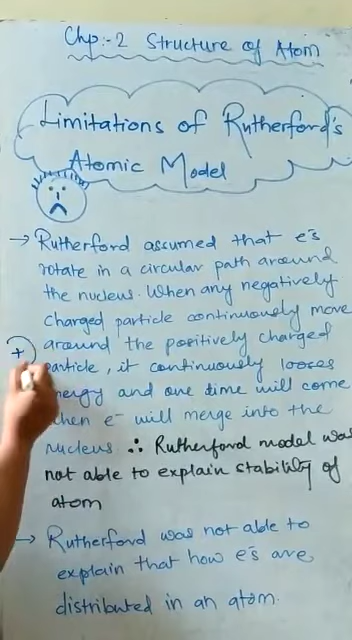 Chp:-2 Structure of Atom
Limitations of Rutherford's
Atomic Model
→ Rutherford assumed that e⁻s
rotate in a circular path around
the nucleus. When any negatively
charged particle continuously move
around the positively charged
particle, it continuously looses
energy and one time will come
when e⁻ will merge into the
nucleus ∴ Rutherford model was
not able to explain stability of
atom
+
→ Rutherford was not able to
explain that how e⁻s are
distributed in an atom.